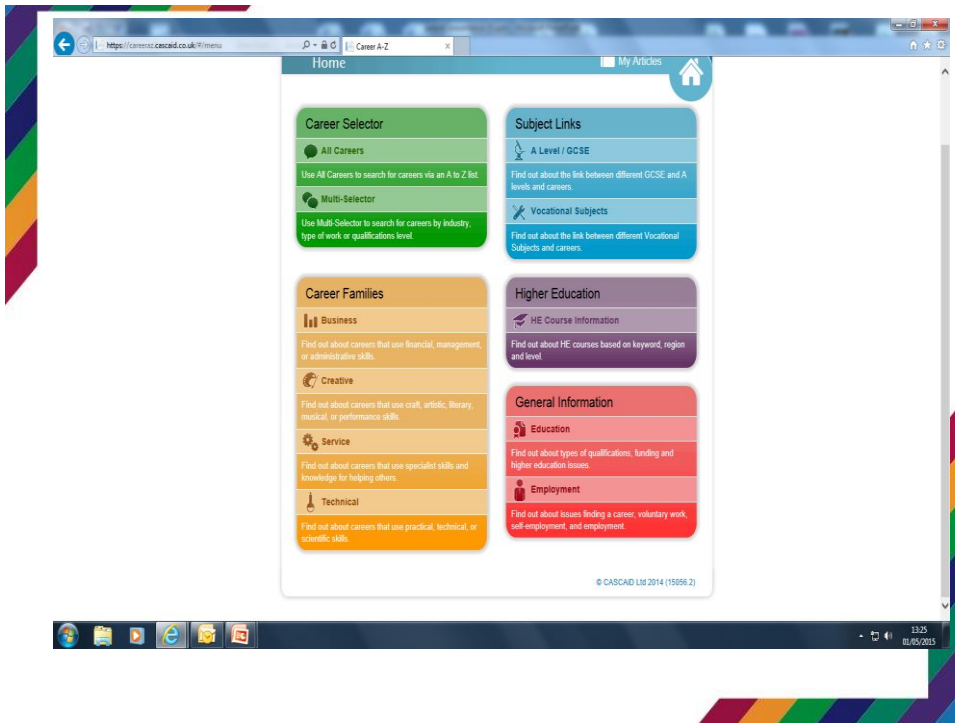 https://careeraz.cascaid.co.uk/#/menu
Career A-Z
Home
My Articles
Career Selector
All Careers
Use All Careers to search for careers via an A to Z list.
Multi-Selector
Use Multi-Selector to search for careers by industry,
type of work or qualifications level.
Career Families
Business
Find out about careers that use financial, management,
or administrative skills.
Creative
Find out about careers that use craft, artistic, literary,
musical, or performance skills.
Service
Find out about careers that use specialist skills and
knowledge for helping others.
Technical
Find out about careers that use practical, technical, or
scientific skills.
Subject Links
A Level / GCSE
Find out about the link between different GCSE and A
levels and careers.
Vocational Subjects
Find out about the link between different Vocational
Subjects and careers.
Higher Education
HE Course Information
Find out about HE courses based on keyword, region
and level.
General Information
Education
Find out about types of qualifications, funding and
higher education issues.
Employment
Find out about issues finding a career, voluntary work,
self-employment, and employment.
© CASCAID Ltd 2014 (15056.2)
13:25
01/05/2015